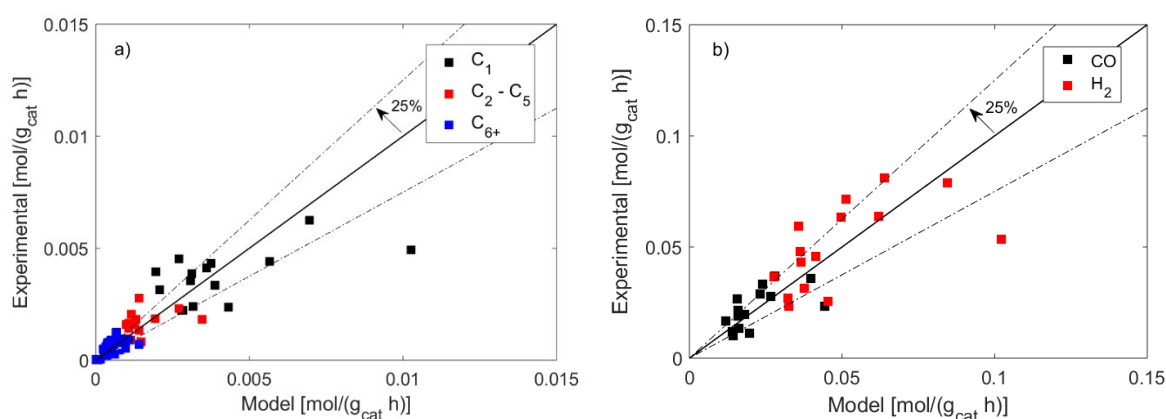 a)
C1
C2 - C5
C6+
25%
0.015
0.01
0.005
0
0
0.005
0.01
0.015
Experimental [mol/(gcat h)]
Model [mol/(gcat h)]
b)
CO
H2
25%
0.15
0.1
0.05
0
0
0.05
0.1
0.15
Experimental [mol/(gcat h)]
Model [mol/(gcat h)]